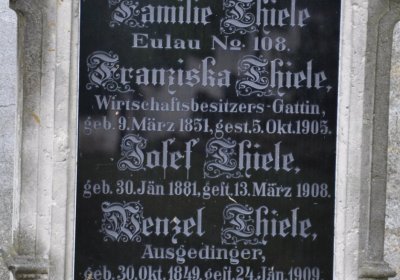 Familie Thiele
Eulau No. 108.
Franziska Thiele,
Wirtschaftsbesitzers-Gattin,
geb. 9. März 1851, gest. 5. Okt. 1905.
Josef Thiele,
geb. 30. Jän 1881, gest. 13. März 1908.
Wenzel Thiele,
Ausgedinger,
geb. 30. Okt. 1849, gest. 24. Jän. 1909.